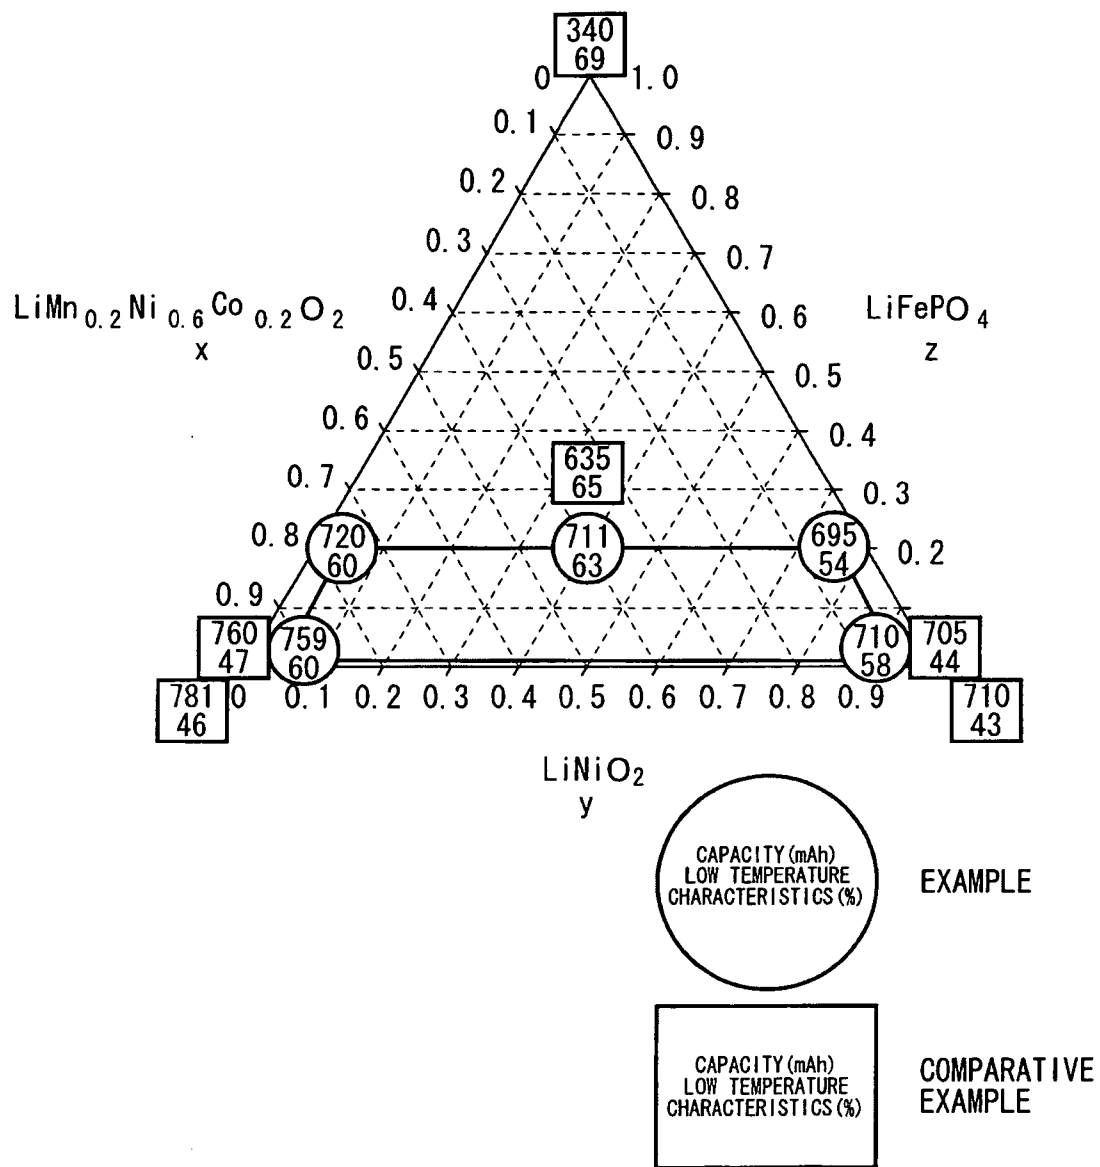 340
69
0 1.0
0.1 0.9
0.2 0.8
0.3 0.7
LiMn0.2Ni0.6Co0.2O2
x
0.4 0.6
LiFePO4
z
0.5 0.5
0.6 0.4
635
65
0.7 0.3
0.8 0.2
720
60
711
63
695
54
0.9
760
47
759
60
710
58
705
44
781
46
0 0.1 0.2 0.3 0.4 0.5 0.6 0.7 0.8 0.9
710
43
LiNiO2
y
CAPACITY(mAh)
LOW TEMPERATURE
CHARACTERISTICS(%)
EXAMPLE
CAPACITY(mAh)
LOW TEMPERATURE
CHARACTERISTICS(%)
COMPARATIVE
EXAMPLE